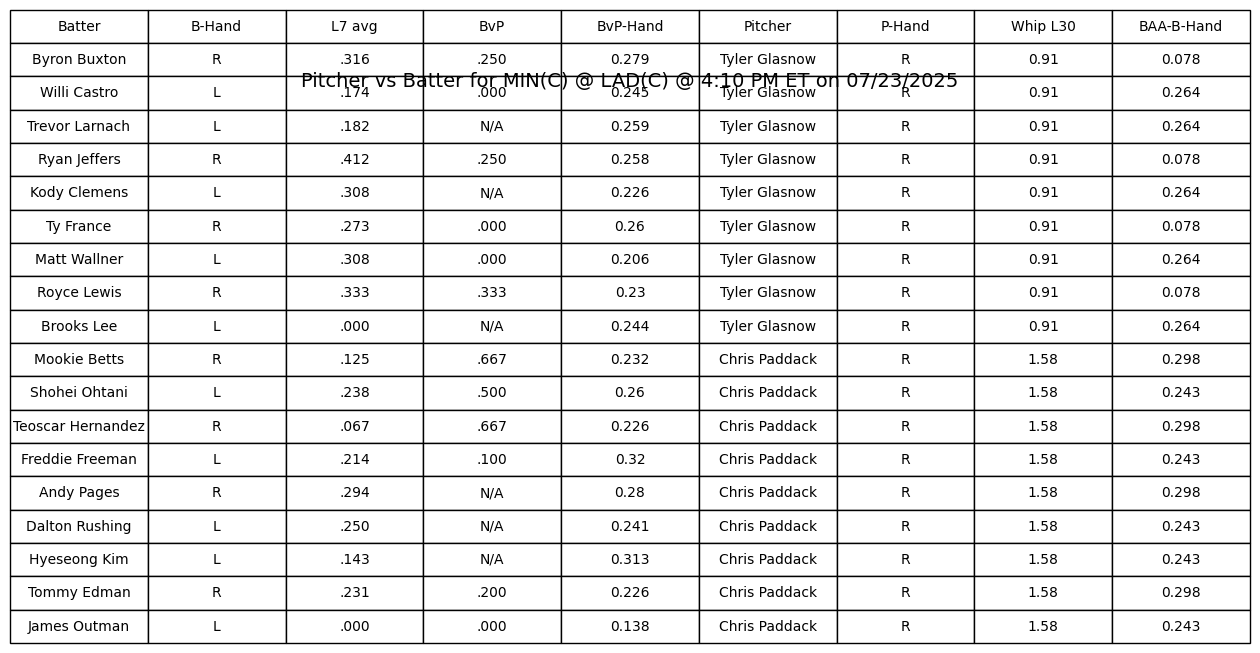 Batter B-Hand L7 avg BvP BvP-Hand Pitcher P-Hand Whip L30 BAA-B-Hand
Byron Buxton R .316 .250 0.279 Tyler Glasnow R 0.91 0.078
Pitcher vs Batter for MIN(C) @ LAD(C) @ 4:10 PM ET on 07/23/2025
Willi Castro L .174 .000 0.245 Tyler Glasnow R 0.91 0.264
Trevor Larnach L .182 N/A 0.259 Tyler Glasnow R 0.91 0.264
Ryan Jeffers R .412 .250 0.258 Tyler Glasnow R 0.91 0.078
Kody Clemens L .308 N/A 0.226 Tyler Glasnow R 0.91 0.264
Ty France R .273 .000 0.26 Tyler Glasnow R 0.91 0.078
Matt Wallner L .308 .000 0.206 Tyler Glasnow R 0.91 0.264
Royce Lewis R .333 .333 0.23 Tyler Glasnow R 0.91 0.078
Brooks Lee L .000 N/A 0.244 Tyler Glasnow R 0.91 0.264
Mookie Betts R .125 .667 0.232 Chris Paddack R 1.58 0.298
Shohei Ohtani L .238 .500 0.26 Chris Paddack R 1.58 0.243
Teoscar Hernandez R .067 .667 0.226 Chris Paddack R 1.58 0.298
Freddie Freeman L .214 .100 0.32 Chris Paddack R 1.58 0.243
Andy Pages R .294 N/A 0.28 Chris Paddack R 1.58 0.298
Dalton Rushing L .250 N/A 0.241 Chris Paddack R 1.58 0.243
Hyeseong Kim L .143 N/A 0.313 Chris Paddack R 1.58 0.243
Tommy Edman R .231 .200 0.226 Chris Paddack R 1.58 0.298
James Outman L .000 .000 0.138 Chris Paddack R 1.58 0.243